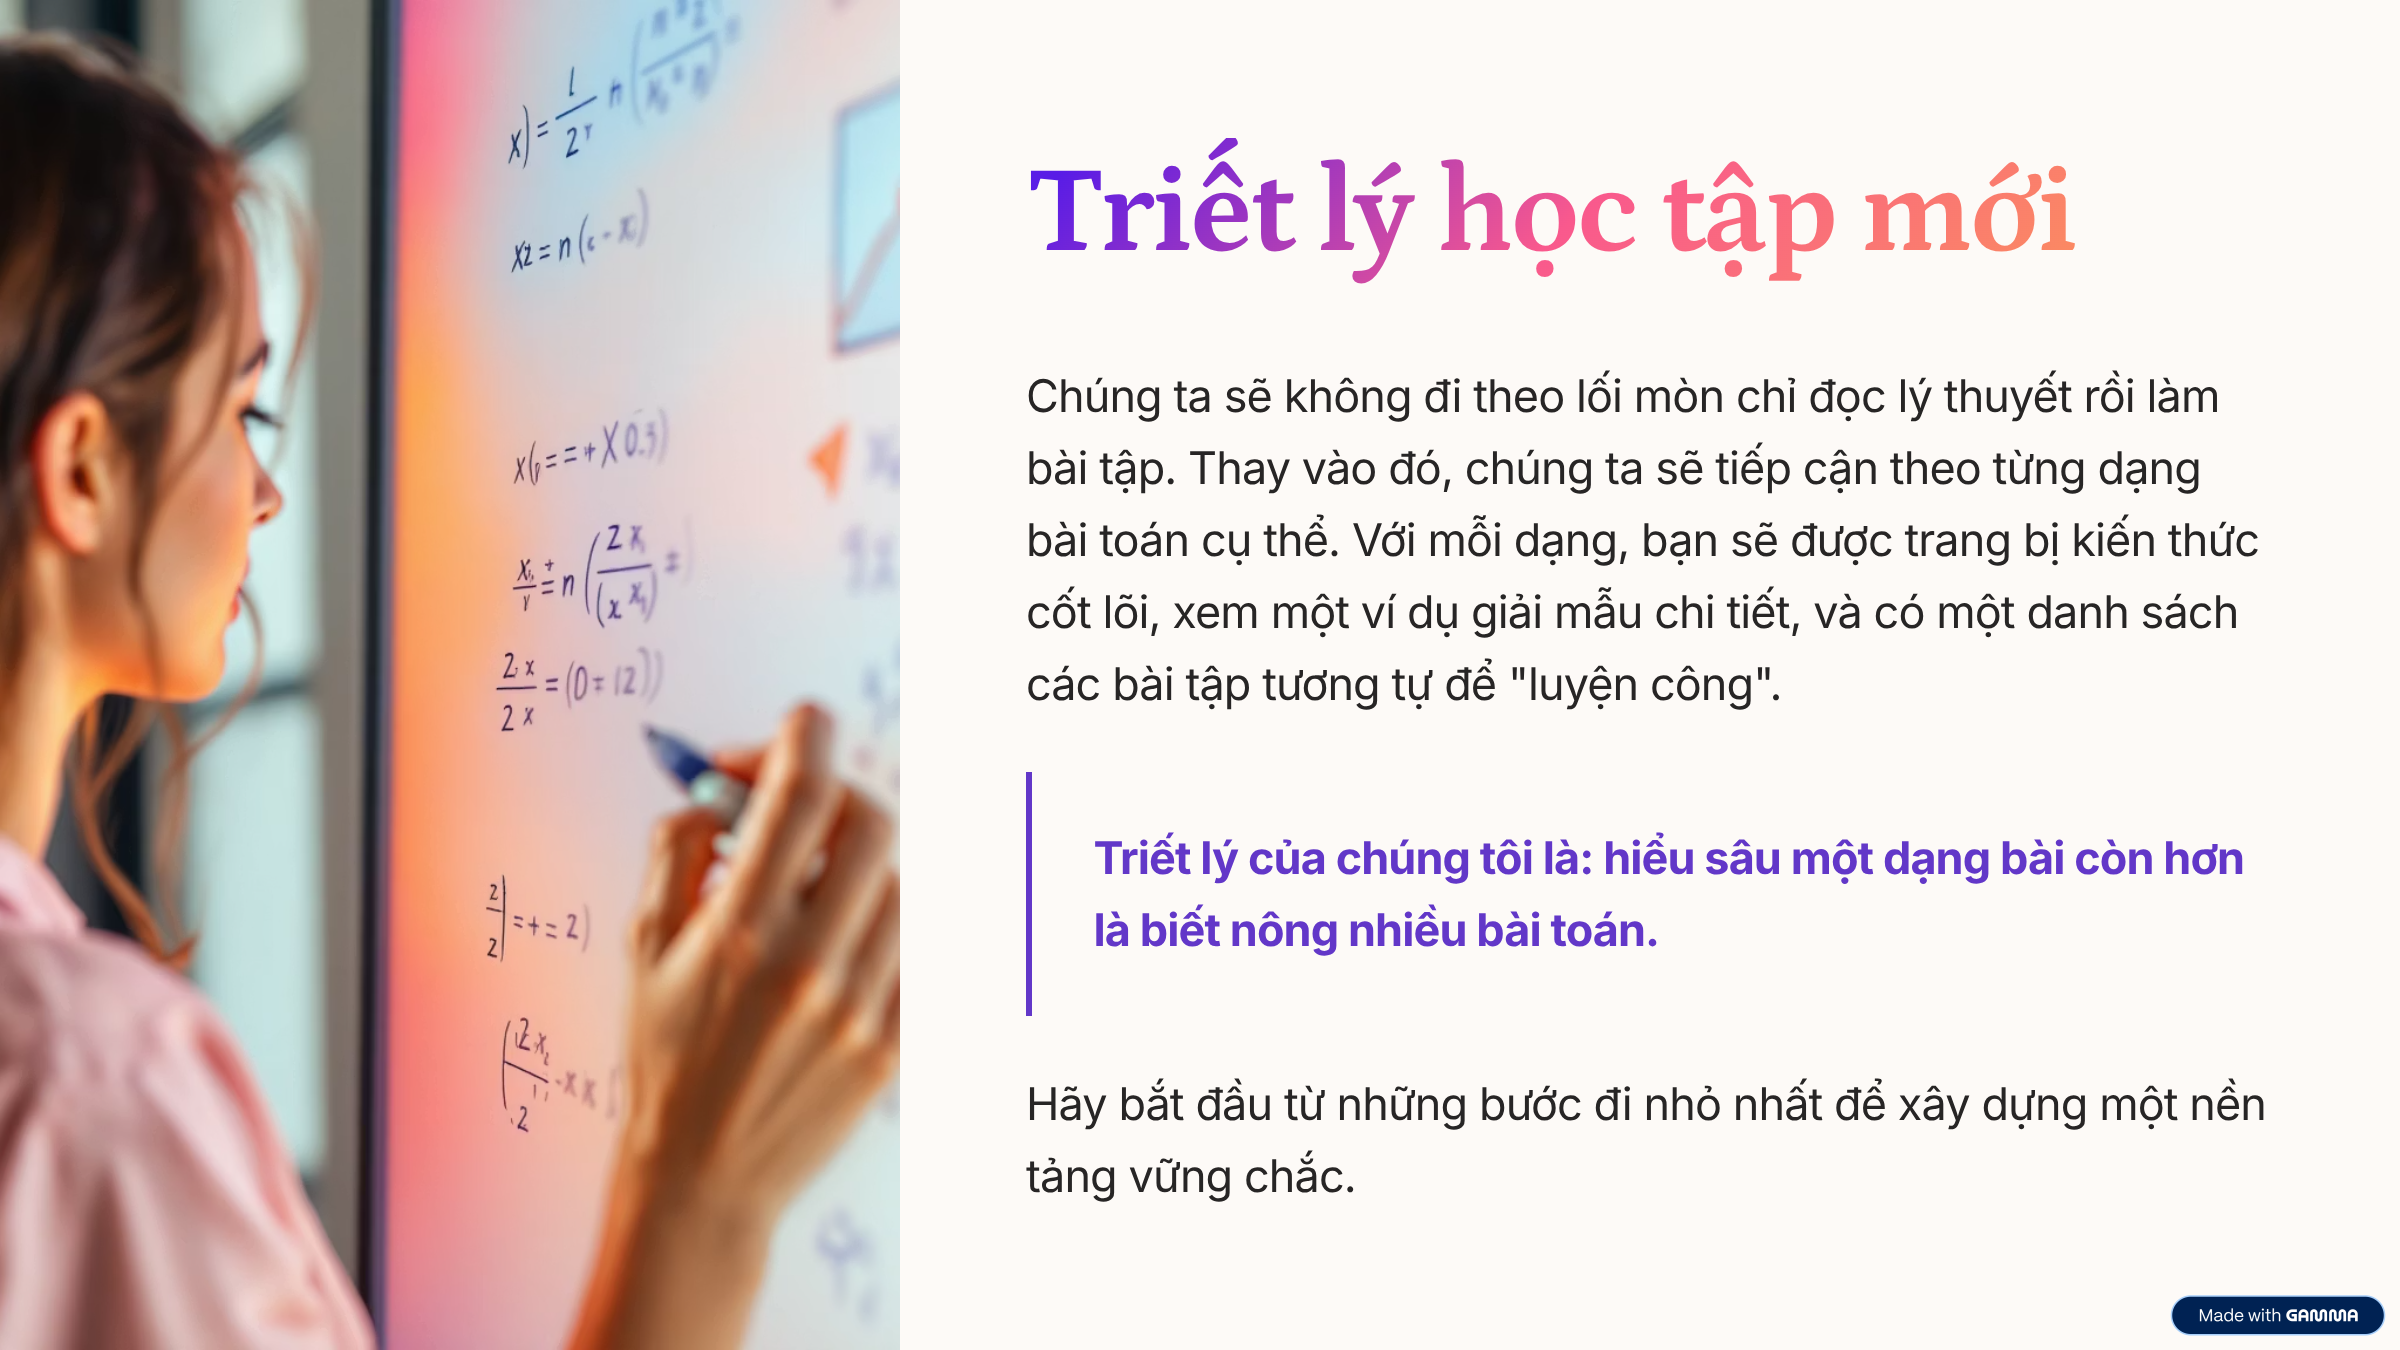 Triết lý học tập mới
Chúng ta sẽ không đi theo lối mòn chỉ đọc lý thuyết rồi làm
bài tập. Thay vào đó, chúng ta sẽ tiếp cận theo từng dạng
bài toán cụ thể. Với mỗi dạng, bạn sẽ được trang bị kiến thức
cốt lõi, xem một ví dụ giải mẫu chi tiết, và có một danh sách
các bài tập tương tự để "luyện công".
Triết lý của chúng tôi là: hiểu sâu một dạng bài còn hơn
là biết nông nhiều bài toán.
Hãy bắt đầu từ những bước đi nhỏ nhất để xây dựng một nền
tảng vững chắc.
Made with GAMMA